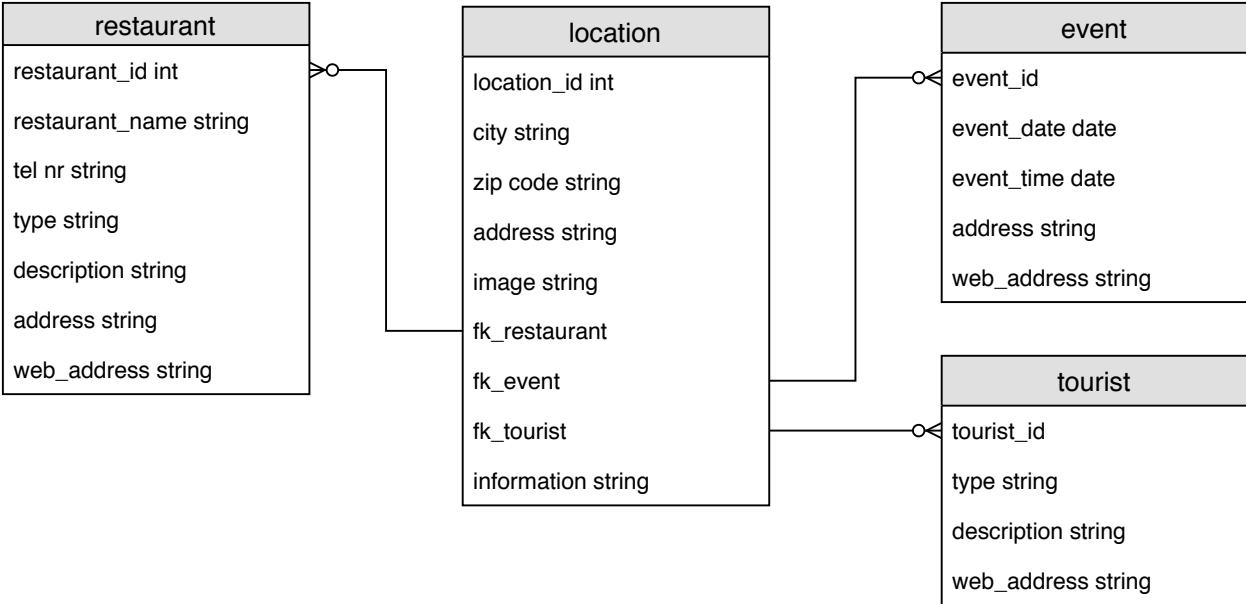 restaurant
restaurant_id int
restaurant_name string
tel nr string
type string
description string
address string
web_address string
location
location_id int
city string
zip code string
address string
image string
fk_restaurant
fk_event
fk_tourist
information string
event
event_id
event_date date
event_time date
address string
web_address string
tourist
tourist_id
type string
description string
web_address string